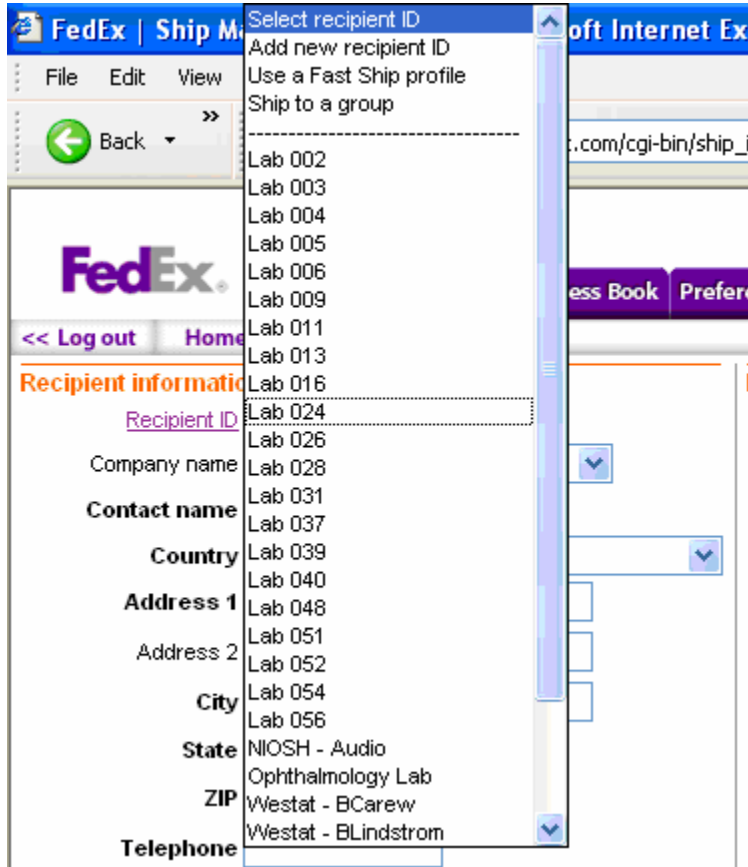 FedEx | Ship Ma
oft Internet Ex
File Edit View
Back
»
.com/cgi-bin/ship_i
FedEx®
ess Book
Prefere
<< Log out
Home
Recipient informatic
Recipient ID
Company name
Contact name
Country
Address 1
Address 2
City
State
ZIP
Telephone
Select recipient ID
Add new recipient ID
Use a Fast Ship profile
Ship to a group
---------------------------------
Lab 002
Lab 003
Lab 004
Lab 005
Lab 006
Lab 009
Lab 011
Lab 013
Lab 016
Lab 024
Lab 026
Lab 028
Lab 031
Lab 037
Lab 039
Lab 040
Lab 048
Lab 051
Lab 052
Lab 054
Lab 056
NIOSH - Audio
Ophthalmology Lab
Westat - BCarew
Westat - BLindstrom